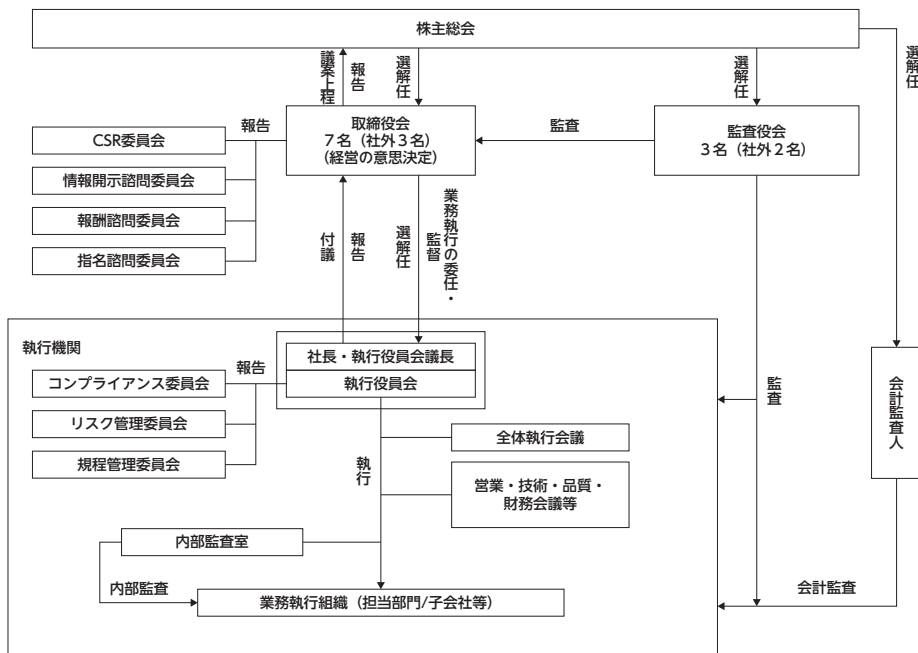 株主総会
議案上程
報告
選解任
選解任
選解任
取締役会
7名（社外3名）
（経営の意思決定）
監査
監査役会
3名（社外2名）
報告
CSR委員会
情報開示諮問委員会
報酬諮問委員会
指名諮問委員会
付議
報告
選解任
業務執行の委任・
監督
執行機関
社長・執行役員会議長
執行役員会
報告
コンプライアンス委員会
リスク管理委員会
規程管理委員会
監査
会計監査人
全体執行会議
執行
営業・技術・品質・
財務会議等
内部監査室
内部監査
業務執行組織（担当部門/子会社等）
会計監査